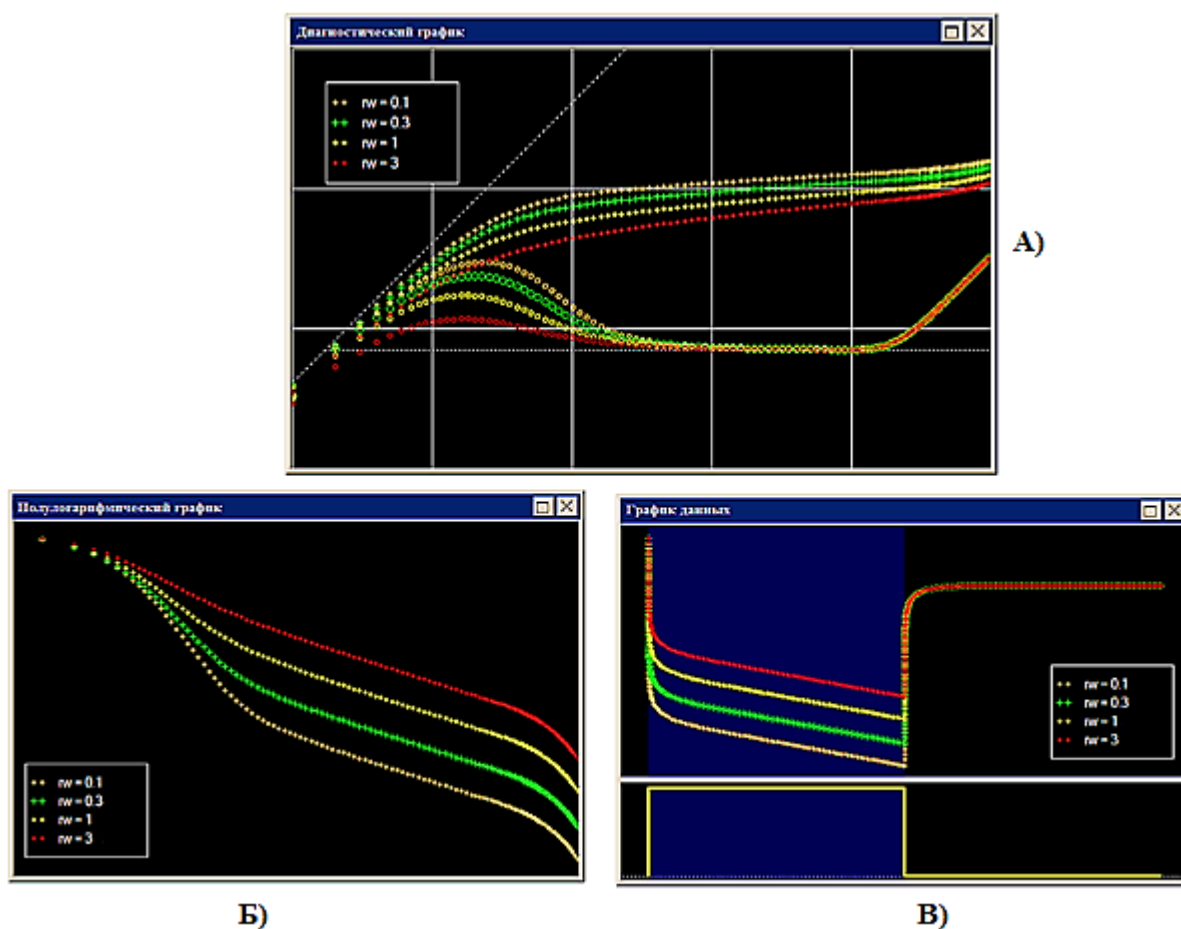 Диагностический график
rw = 0.1
rw = 0.3
rw = 1
rw = 3
А)
Полулогарифмический график
rw = 0.1
rw = 0.3
rw = 1
rw = 3
Б)
График данных
rw = 0.1
rw = 0.3
rw = 1
rw = 3
В)